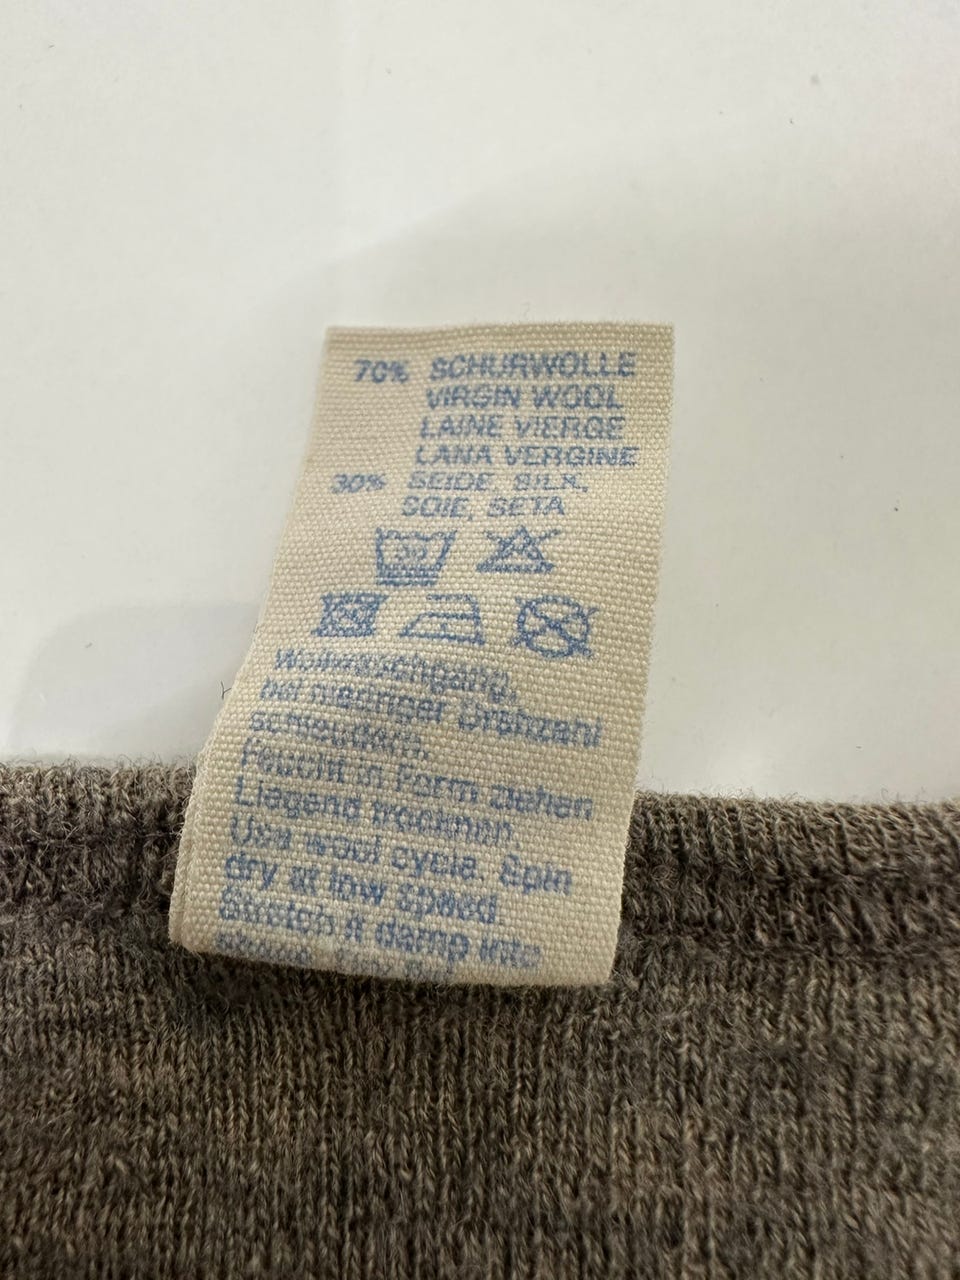 70% SCHURWOLLE
VIRGIN WOOL
LAINE VIERGE
LANA VERGINE
30% SEIDE, SILK,
SOIE, SETA
30
Wollwaschgang,
bei niedriger Drehzahl
schleudern.
Feucht in Form ziehen
Liegend trocknen.
Use wool cycle. Spin
dry at low speed
Stretch it damp into